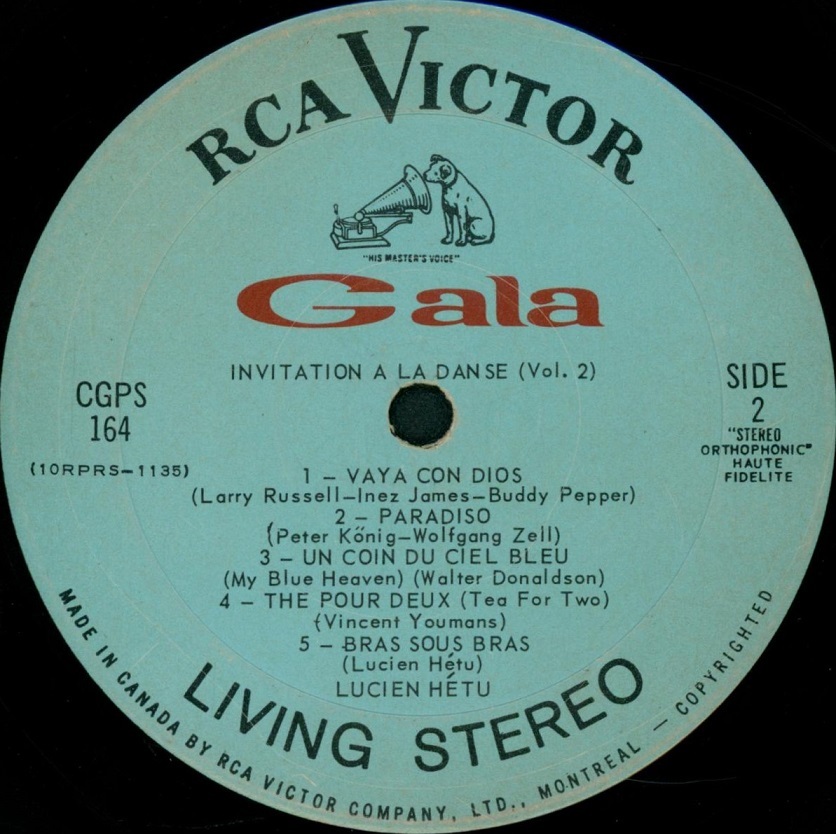 RCA VICTOR
"HIS MASTER'S VOICE"
Gala
INVITATION A LA DANSE (Vol. 2)
CGPS
164
(10RPRS-1135)
SIDE
2
"STEREO
ORTHOPHONIC"
HAUTE
FIDELITE
1 - VAYA CON DIOS
(Larry Russell-Inez James-Buddy Pepper)
2 - PARADISO
(Peter König-Wolfgang Zell)
3 - UN COIN DU CIEL BLEU
(My Blue Heaven) (Walter Donaldson)
4 - THE POUR DEUX (Tea For Two)
(Vincent Youmans)
5 - BRAS SOUS BRAS
(Lucien Hétu)
LUCIEN HÉTU
LIVING STEREO
MADE IN CANADA BY RCA VICTOR COMPANY, LTD., MONTREAL - COPYRIGHTED